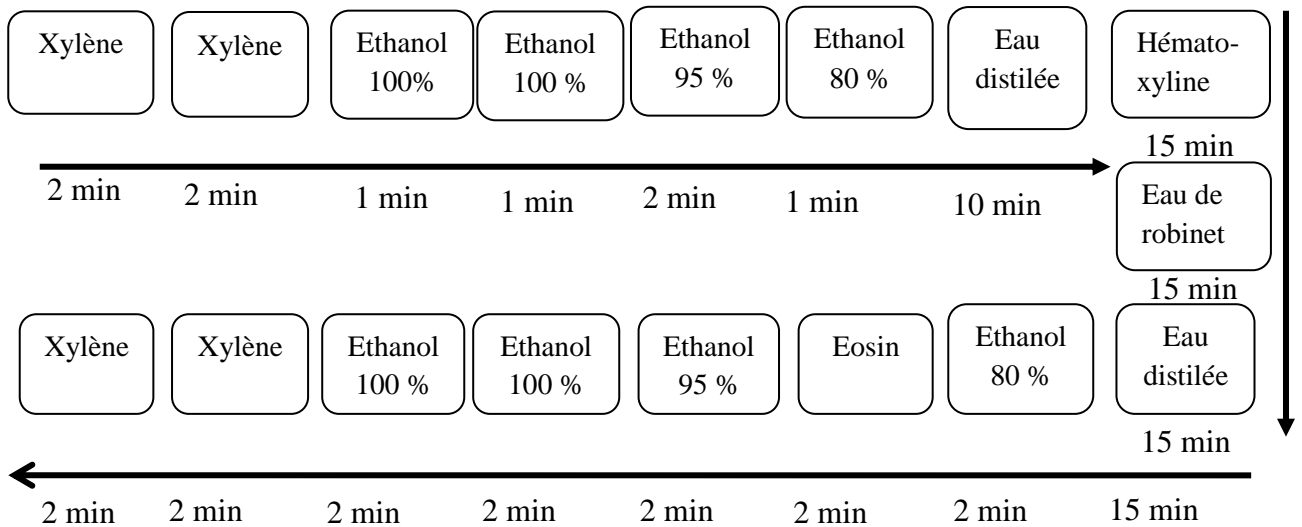 Xylène
Xylène
Ethanol
100%
Ethanol
100 %
Ethanol
95 %
Ethanol
80 %
Eau
distilée
Hémato-
xyline
15 min
2 min
2 min
1 min
1 min
2 min
1 min
10 min
Eau de
robinet
15 min
Xylène
Xylène
Ethanol
100 %
Ethanol
100 %
Ethanol
95 %
Eosin
Ethanol
80 %
Eau
distilée
15 min
2 min
2 min
2 min
2 min
2 min
2 min
2 min
15 min